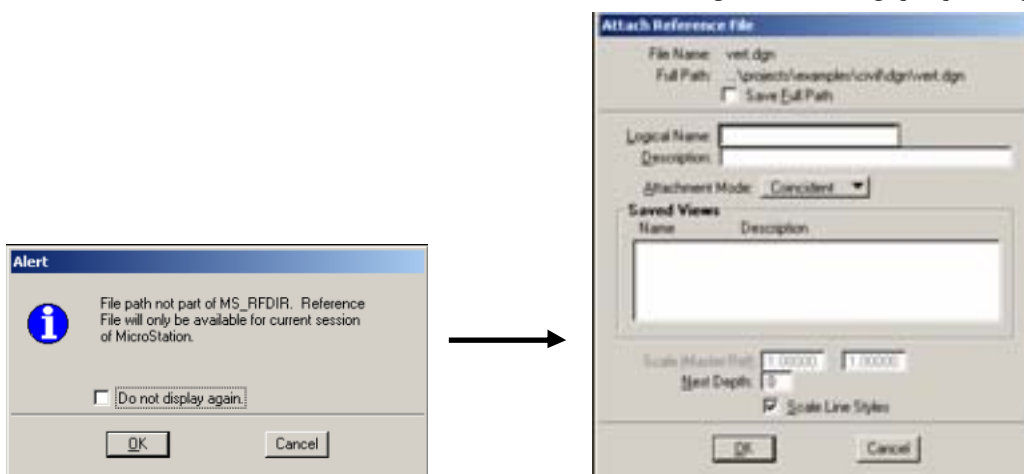 Alert
File path not part of MS_RFDIR. Reference
File will only be available for current session
of MicroStation.
Do not display again.
OK
Cancel
Attach Reference File
File Name: vert.dgn
Full Path: ...\projects\examples\civil\dgn\vert.dgn
Save Full Path
Logical Name:
Description:
Attachment Mode: Coincident
Saved Views
Name Description
Scale (Master:Ref): 1.00000 : 1.00000
Nest Depth: 0
Scale Line Styles
OK
Cancel